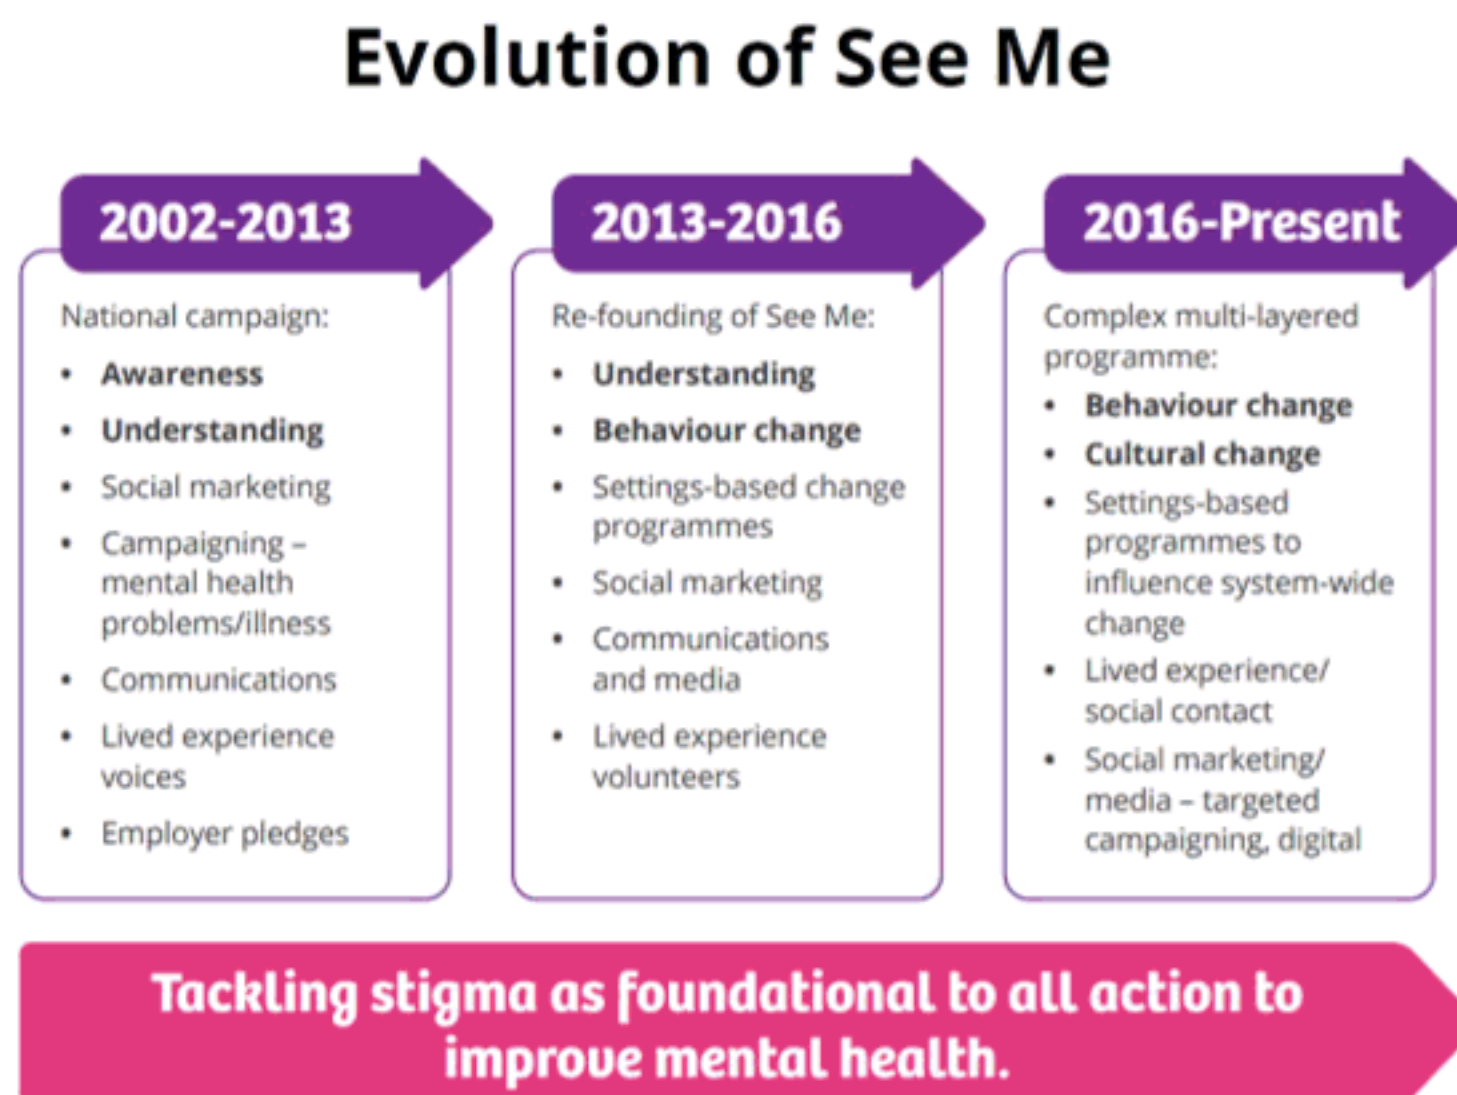 Evolution of See Me
2002-2013
National campaign:
• Awareness
• Understanding
• Social marketing
• Campaigning –
mental health
problems/illness
• Communications
• Lived experience
voices
• Employer pledges
2013-2016
Re-founding of See Me:
• Understanding
• Behaviour change
• Settings-based change
programmes
• Social marketing
• Communications
and media
• Lived experience
volunteers
2016-Present
Complex multi-layered
programme:
• Behaviour change
• Cultural change
• Settings-based
programmes to
influence system-wide
change
• Lived experience/
social contact
• Social marketing/
media – targeted
campaigning, digital
Tackling stigma as foundational to all action to
improve mental health.